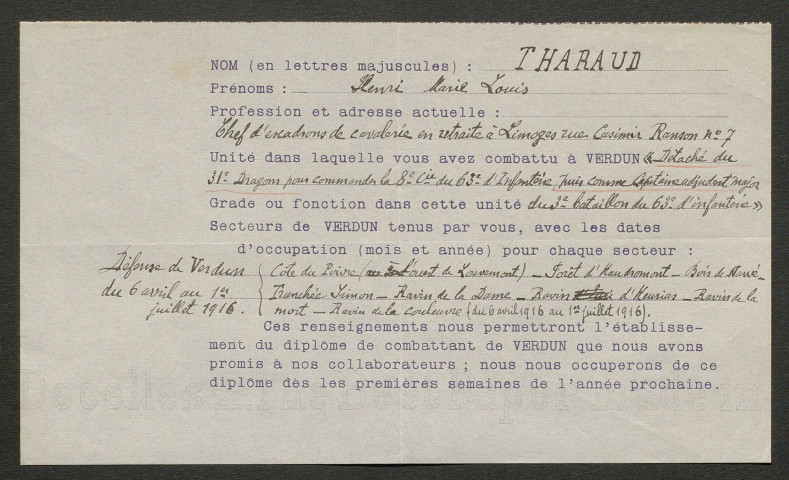 NOM (en lettres majuscules) : THARAUD
Prénoms : Henri Marie Louis
Profession et adresse actuelle :
Chef d'escadrons de cavalerie en retraite à Limoges rue Casimir Ranson nº 7
Unité dans laquelle vous avez combattu à VERDUN « Détaché du
31e Dragons pour commander la 8e Cie du 63e d'Infanterie, puis comme Capitaine adjudant major
Grade ou fonction dans cette unité du 3e bataillon du 63e d'infanterie »
Secteurs de VERDUN tenus par vous, avec les dates
d'occupation (mois et année) pour chaque secteur :
Défense de Verdun
du 6 avril au 1er
juillet 1916.
Côte du Poivre ( l'ouest de Louvemont) — Forêt d'Haudromont — Bois de Nawé —
Tranchée Simon — Ravin de la Dame — Ravin d'Heurias — Ravin de la
mort — Ravin de la couleuvre (du 6 avril 1916 au 1er juillet 1916).
Ces renseignements nous permettront l'établisse-
ment du diplôme de combattant de VERDUN que nous avons
promis à nos collaborateurs ; nous nous occuperons de ce
diplôme dès les premières semaines de l'année prochaine.
Docelles